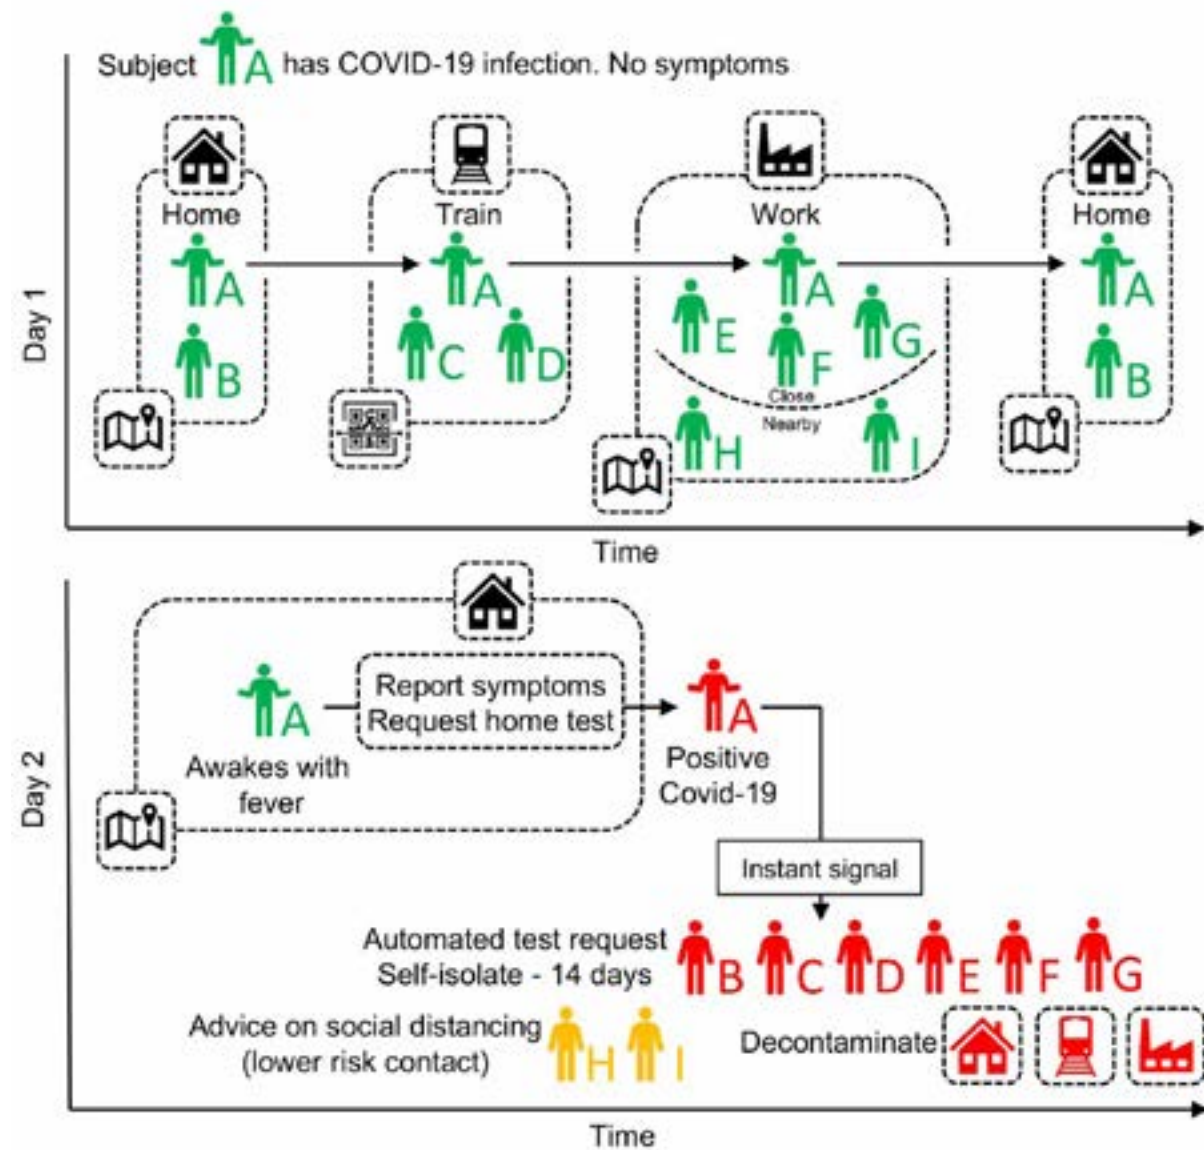 Subject A has COVID-19 infection. No symptoms
Home
Train
Work
Home
A
A
A
A
B
C
D
E
F
G
B
Close
Nearby
H
I
Day 1
Time
Report symptoms
Request home test
A
A
Awakes with
fever
Positive
Covid-19
Day 2
Instant signal
Automated test request
Self-isolate - 14 days
B C D E F G
Advice on social distancing
(lower risk contact)
H I
Decontaminate
Time